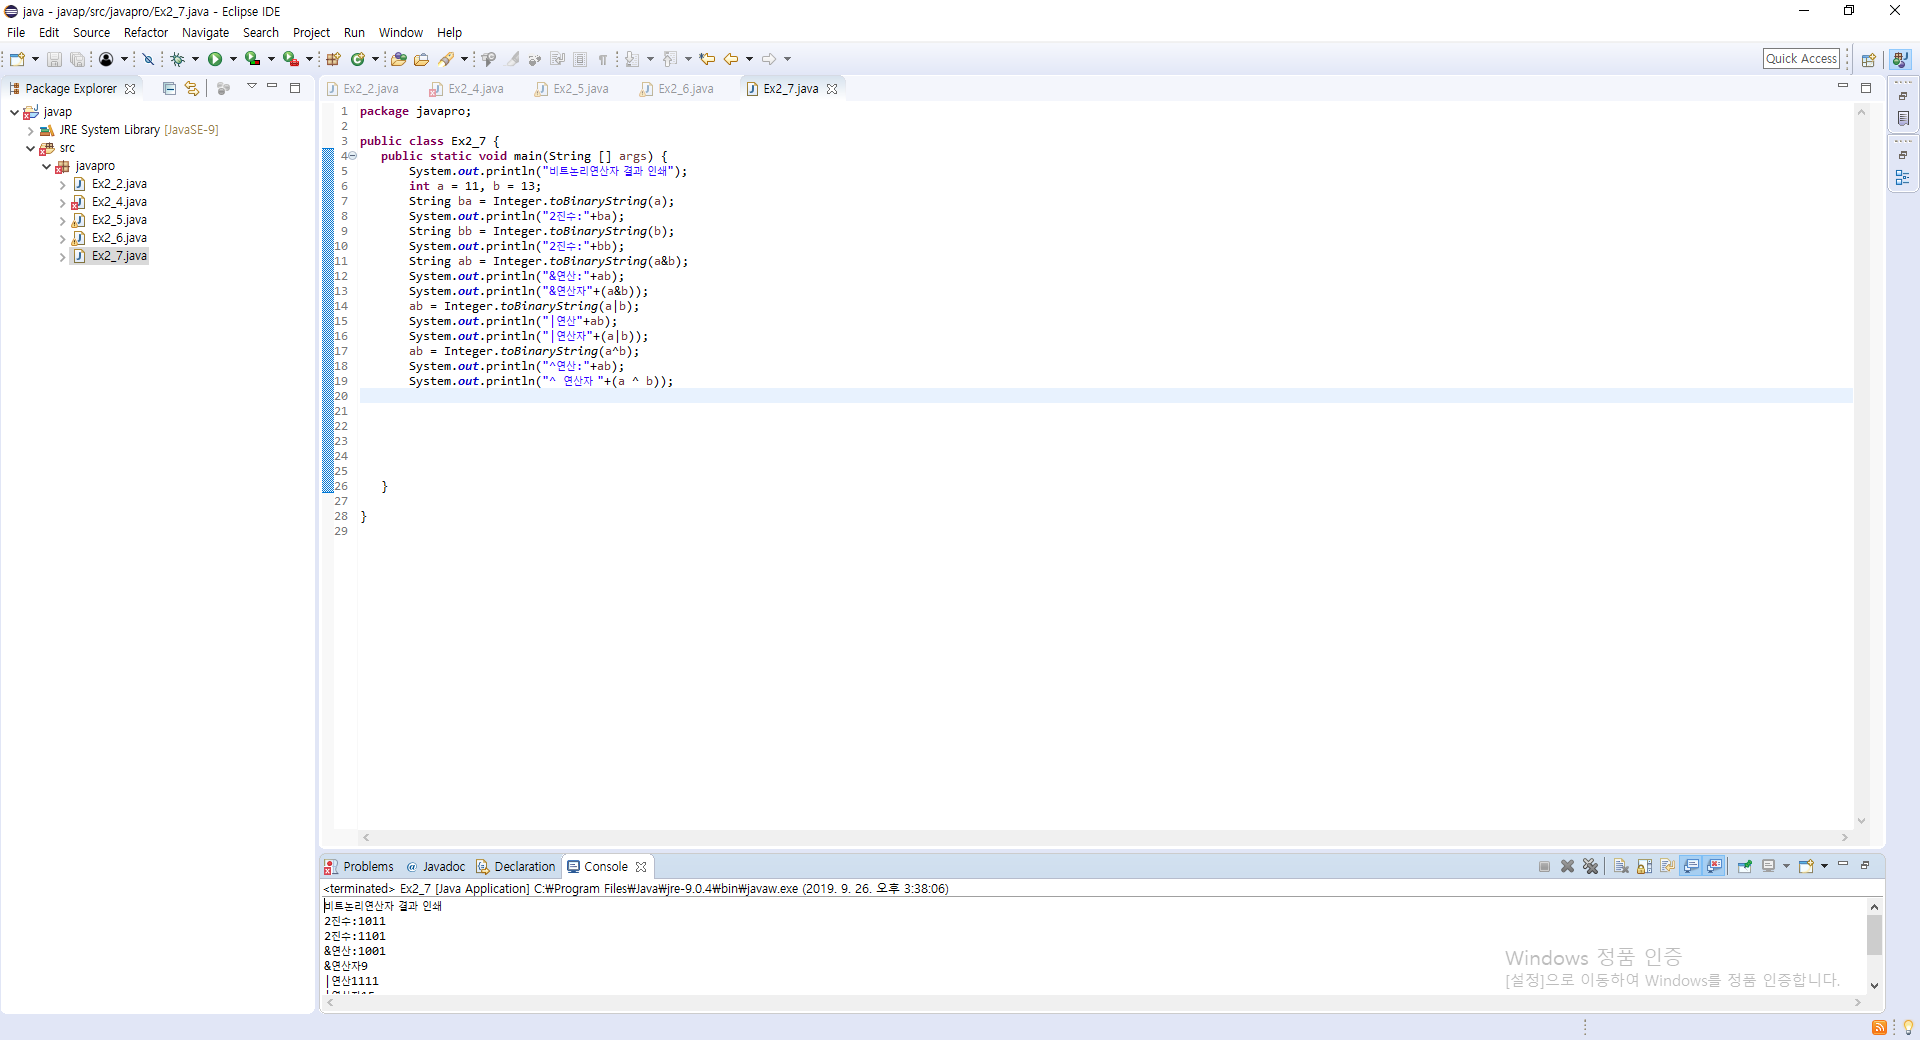 java - javap/src/javapro/Ex2_7.java - Eclipse IDE
File Edit Source Refactor Navigate Search Project Run Window Help
Quick Access
Package Explorer
javap
JRE System Library [JavaSE-9]
src
javapro
Ex2_2.java
Ex2_4.java
Ex2_5.java
Ex2_6.java
Ex2_7.java
Ex2_2.java Ex2_4.java Ex2_5.java Ex2_6.java Ex2_7.java
1 package javapro;
2
3 public class Ex2_7 {
4 public static void main(String [] args) {
5 System.out.println("비트논리연산자 결과 인쇄");
6 int a = 11, b = 13;
7 String ba = Integer.toBinaryString(a);
8 System.out.println("2진수:"+ba);
9 String bb = Integer.toBinaryString(b);
10 System.out.println("2진수:"+bb);
11 String ab = Integer.toBinaryString(a&b);
12 System.out.println("&연산:"+ab);
13 System.out.println("&연산자"+(a&b));
14 ab = Integer.toBinaryString(a|b);
15 System.out.println("|연산"+ab);
16 System.out.println("|연산자"+(a|b));
17 ab = Integer.toBinaryString(a^b);
18 System.out.println("^연산:"+ab);
19 System.out.println("^ 연산자 "+(a ^ b));
20
21
22
23
24
25
26 }
27
28 }
29
Problems @ Javadoc Declaration Console
<terminated> Ex2_7 [Java Application] C:₩Program Files₩Java₩jre-9.0.4₩bin₩javaw.exe (2019. 9. 26. 오후 3:38:06)
비트논리연산자 결과 인쇄
2진수:1011
2진수:1101
&연산:1001
&연산자9
|연산1111
|연산자15
Windows 정품 인증
[설정]으로 이동하여 Windows를 정품 인증합니다.